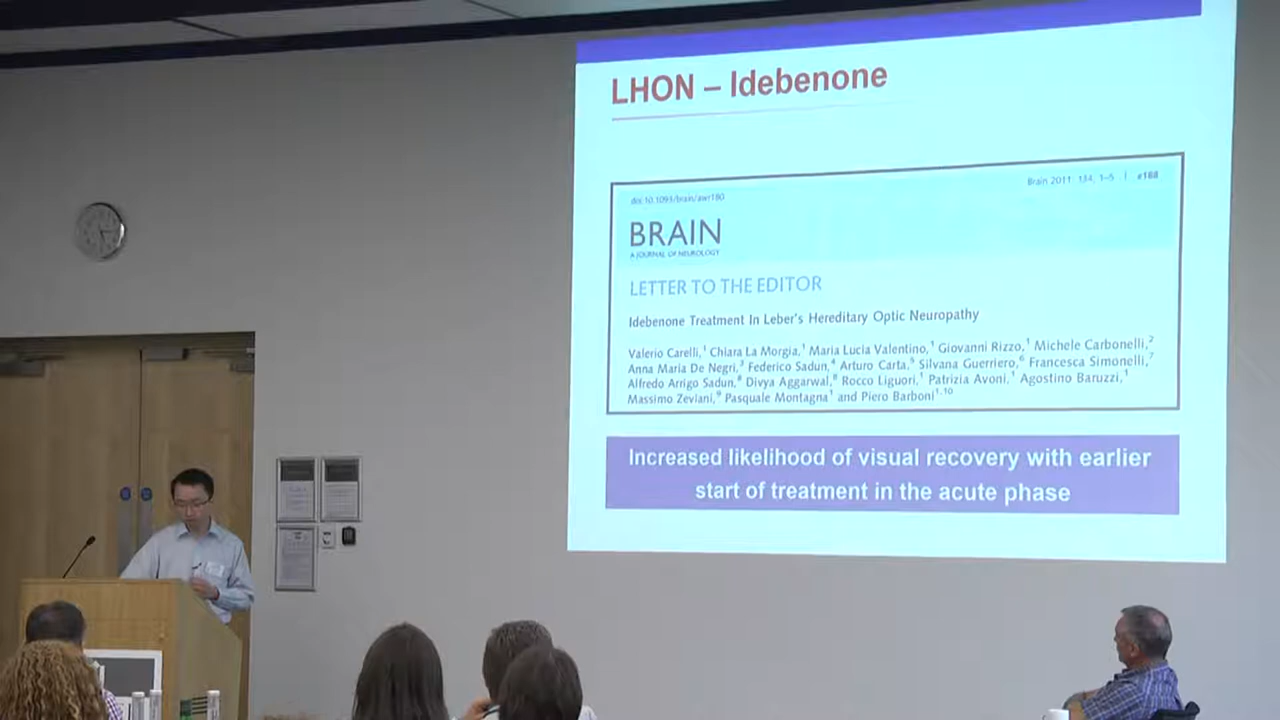 LHON – Idebenone
doi:10.1093/brain/awr180
Brain 2011: 134; 1–5 | e188
BRAIN
A JOURNAL OF NEUROLOGY
LETTER TO THE EDITOR
Idebenone Treatment In Leber's Hereditary Optic Neuropathy
Valerio Carelli,1 Chiara La Morgia,1 Maria Lucia Valentino,1 Giovanni Rizzo,1 Michele Carbonelli,2
Anna Maria De Negri,3 Federico Sadun,4 Arturo Carta,5 Silvana Guerriero,6 Francesca Simonelli,7
Alfredo Arrigo Sadun,8 Divya Aggarwal,8 Rocco Liguori,1 Patrizia Avoni,1 Agostino Baruzzi,1
Massimo Zeviani,9 Pasquale Montagna1 and Piero Barboni1,10
Increased likelihood of visual recovery with earlier
start of treatment in the acute phase